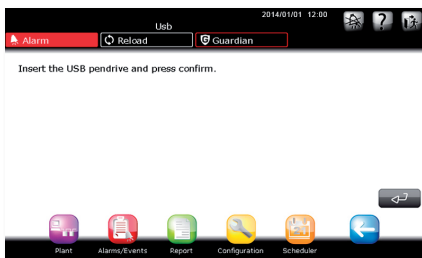 2014/01/01 12:00
Usb
Alarm Reload Guardian
Insert the USB pendrive and press confirm.
Plant Alarms/Events Report Configuration Scheduler